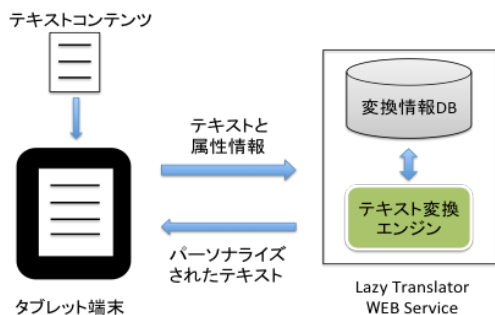 テキストコンテンツ
テキストと
属性情報
パーソナライズ
されたテキスト
タブレット端末
変換情報DB
テキスト変換
エンジン
Lazy Translator
WEB Service